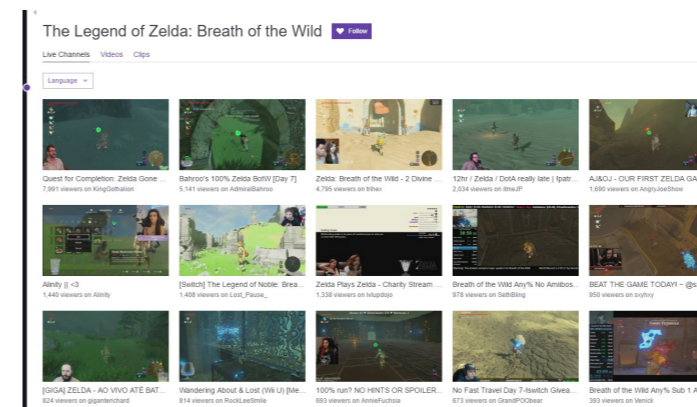 The Legend of Zelda: Breath of the Wild
Follow
Live Channels Videos Clips
Language
Quest for Completion: Zelda Gone ...
7,991 viewers on KingGothalion
Bahroo's 100% Zelda BotW [Day 7]
5,141 viewers on AdmiralBahroo
Zelda: Breath of the Wild - 2 Divine ...
4,795 viewers on trihex
12hr / Zelda / DotA really late | !patr...
2,034 viewers on itmeJP
AJ&OJ - OUR FIRST ZELDA GA
1,690 viewers on AngryJoeShow
Alinity || <3
1,440 viewers on Alinity
[Switch] The Legend of Noble: Brea...
1,408 viewers on Lost_Pause_
Zelda Plays Zelda - Charity Stream ...
1,338 viewers on lvlupdojo
Breath of the Wild Any% No Amiibos...
978 viewers on SethBling
BEAT THE GAME TODAY! ~ @s
950 viewers on sxyhxy
[GIGA] ZELDA - AO VIVO ATÉ BAT...
824 viewers on giganterichard
Wandering About & Lost (Wii U) [Me...
814 viewers on RockLeeSmile
100% run? NO HINTS OR SPOILER...
693 viewers on AnnieFuchsia
No Fast Travel Day 7-!switch Givea...
673 viewers on GrandPOObear
Breath of the Wild Any% Sub 1 A
393 viewers on Venick